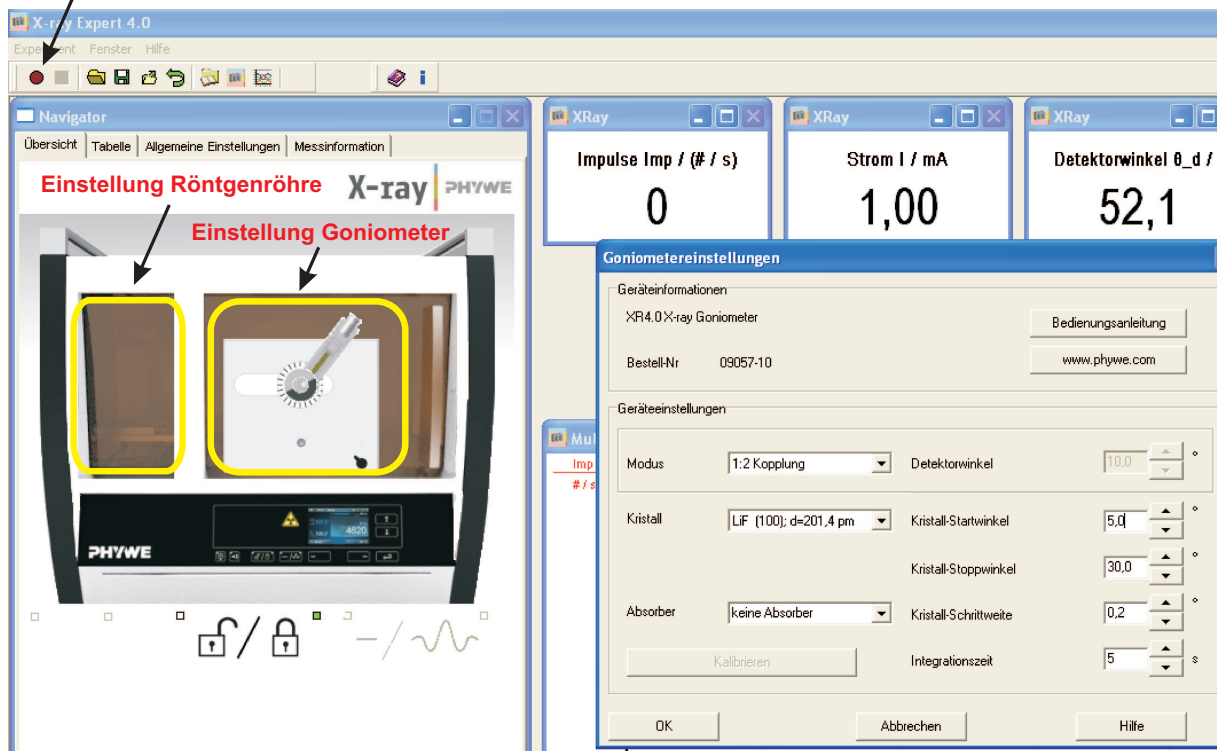 X-ray Expert 4.0
Experiment Fenster Hilfe
Navigator
Übersicht Tabelle Allgemeine Einstellungen Messinformation
Einstellung Röntgenröhre
X-ray PHYWE
Einstellung Goniometer
4620
PHYWE
XRay
Impulse Imp / (# / s)
0
XRay
Strom I / mA
1,00
XRay
Detektorwinkel θ_d /
52,1
Mul
Imp
# / s
Goniometereinstellungen
Geräteinformationen
XR4.0 X-ray Goniometer
Bedienungsanleitung
Bestell-Nr 09057-10
www.phywe.com
Geräteeinstellungen
Modus 1:2 Kopplung Detektorwinkel 10,0 °
Kristall LiF (100); d=201,4 pm Kristall-Startwinkel 5,0 °
Kristall-Stoppwinkel 30,0 °
Absorber keine Absorber Kristall-Schrittweite 0,2 °
Kalibrieren Integrationszeit 5 s
OK Abbrechen Hilfe